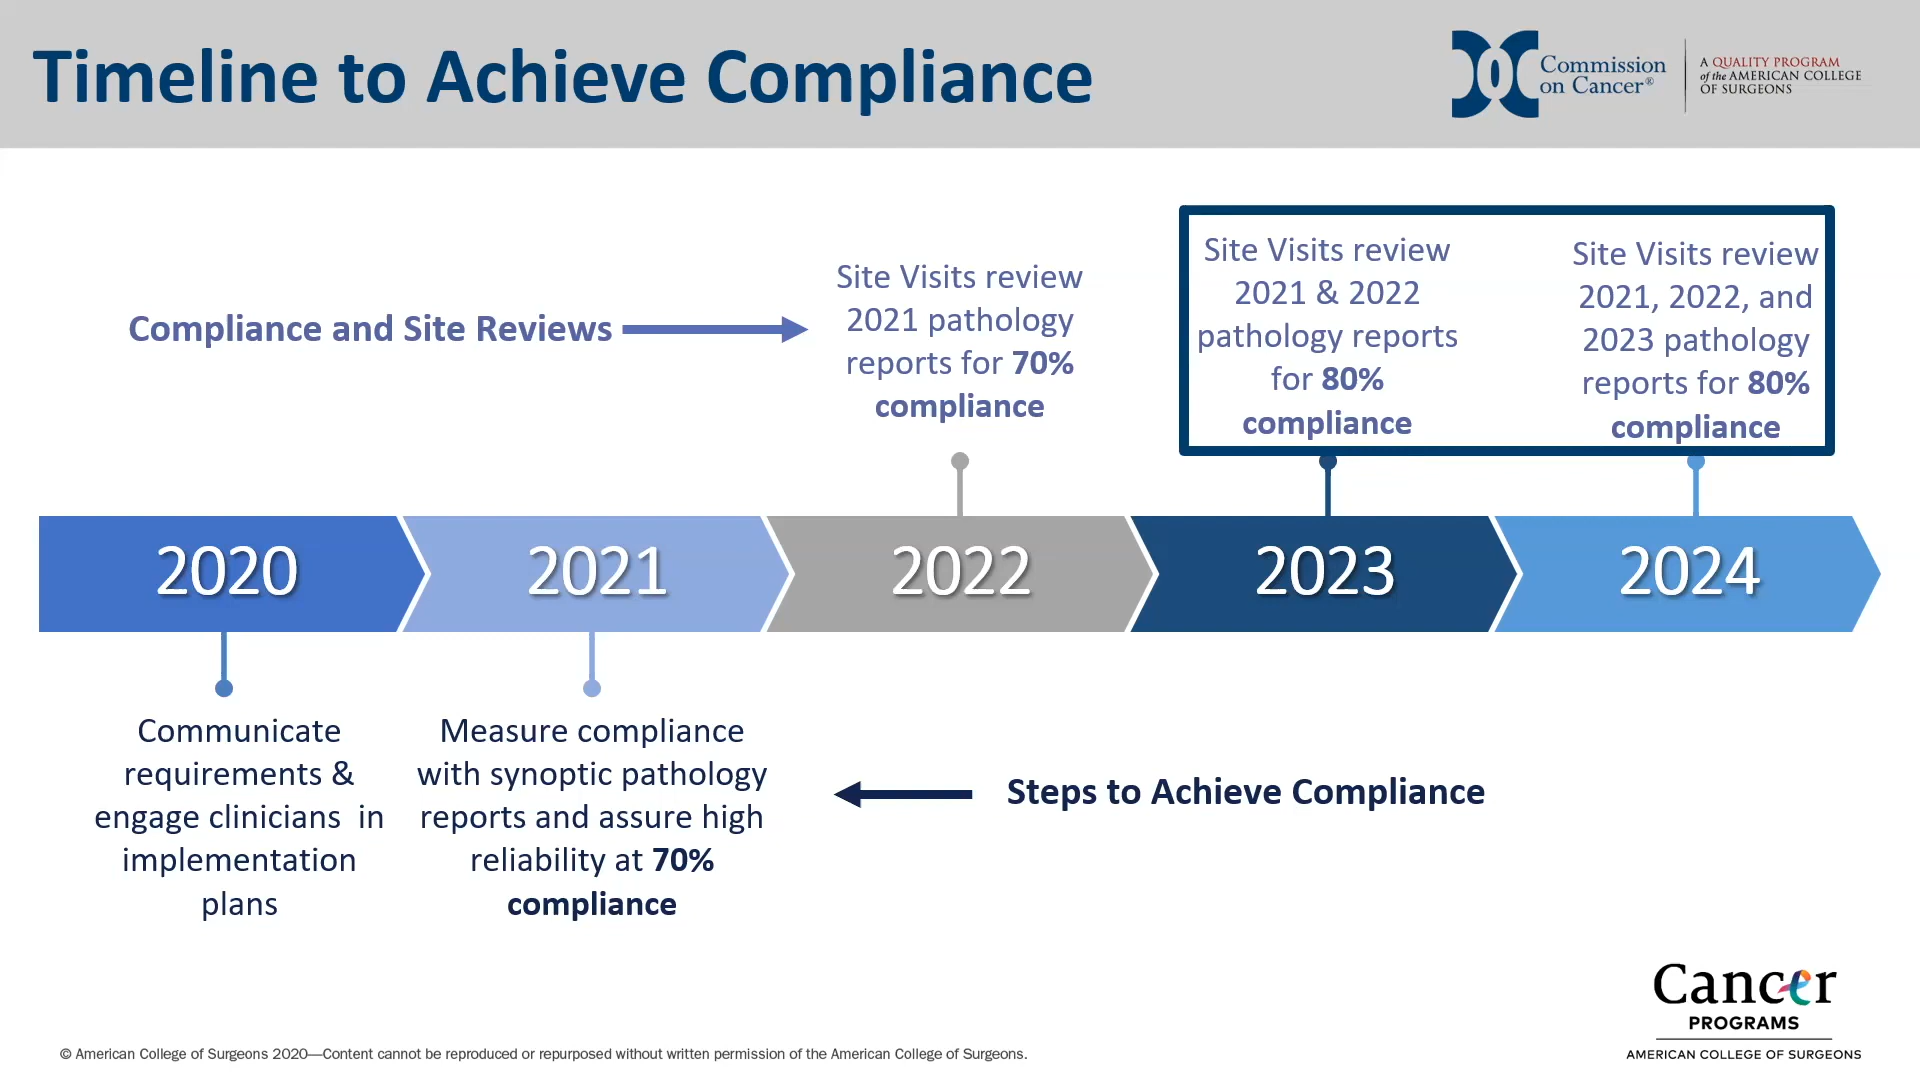 Timeline to Achieve Compliance
Commission
on Cancer®
A QUALITY PROGRAM
of the AMERICAN COLLEGE
OF SURGEONS
Compliance and Site Reviews
Site Visits review
2021 pathology
reports for 70%
compliance
Site Visits review
2021 & 2022
pathology reports
for 80%
compliance
Site Visits review
2021, 2022, and
2023 pathology
reports for 80%
compliance
2020
2021
2022
2023
2024
Communicate
requirements &
engage clinicians in
implementation
plans
Measure compliance
with synoptic pathology
reports and assure high
reliability at 70%
compliance
Steps to Achieve Compliance
Cancer
PROGRAMS
AMERICAN COLLEGE OF SURGEONS
© American College of Surgeons 2020—Content cannot be reproduced or repurposed without written permission of the American College of Surgeons.